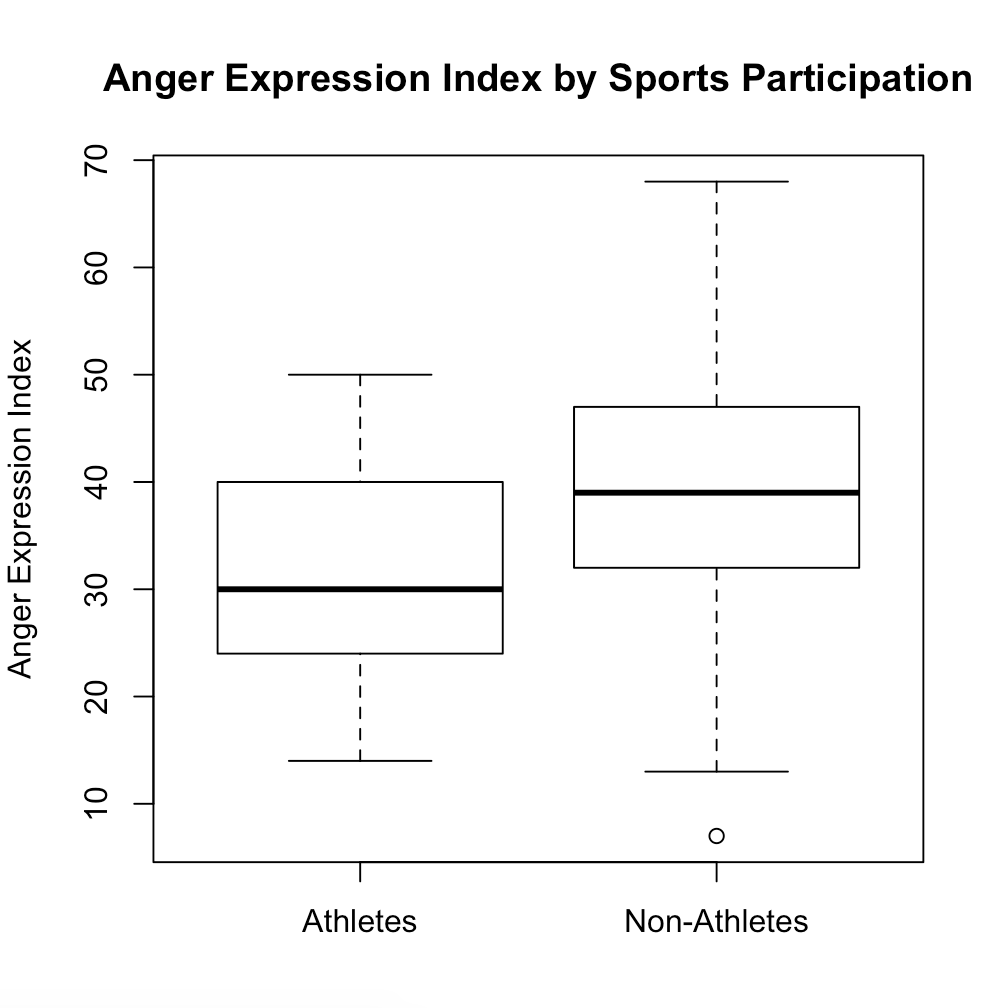 Anger Expression Index by Sports Participation
Anger Expression Index
70
60
50
40
30
20
10
Athletes
Non-Athletes